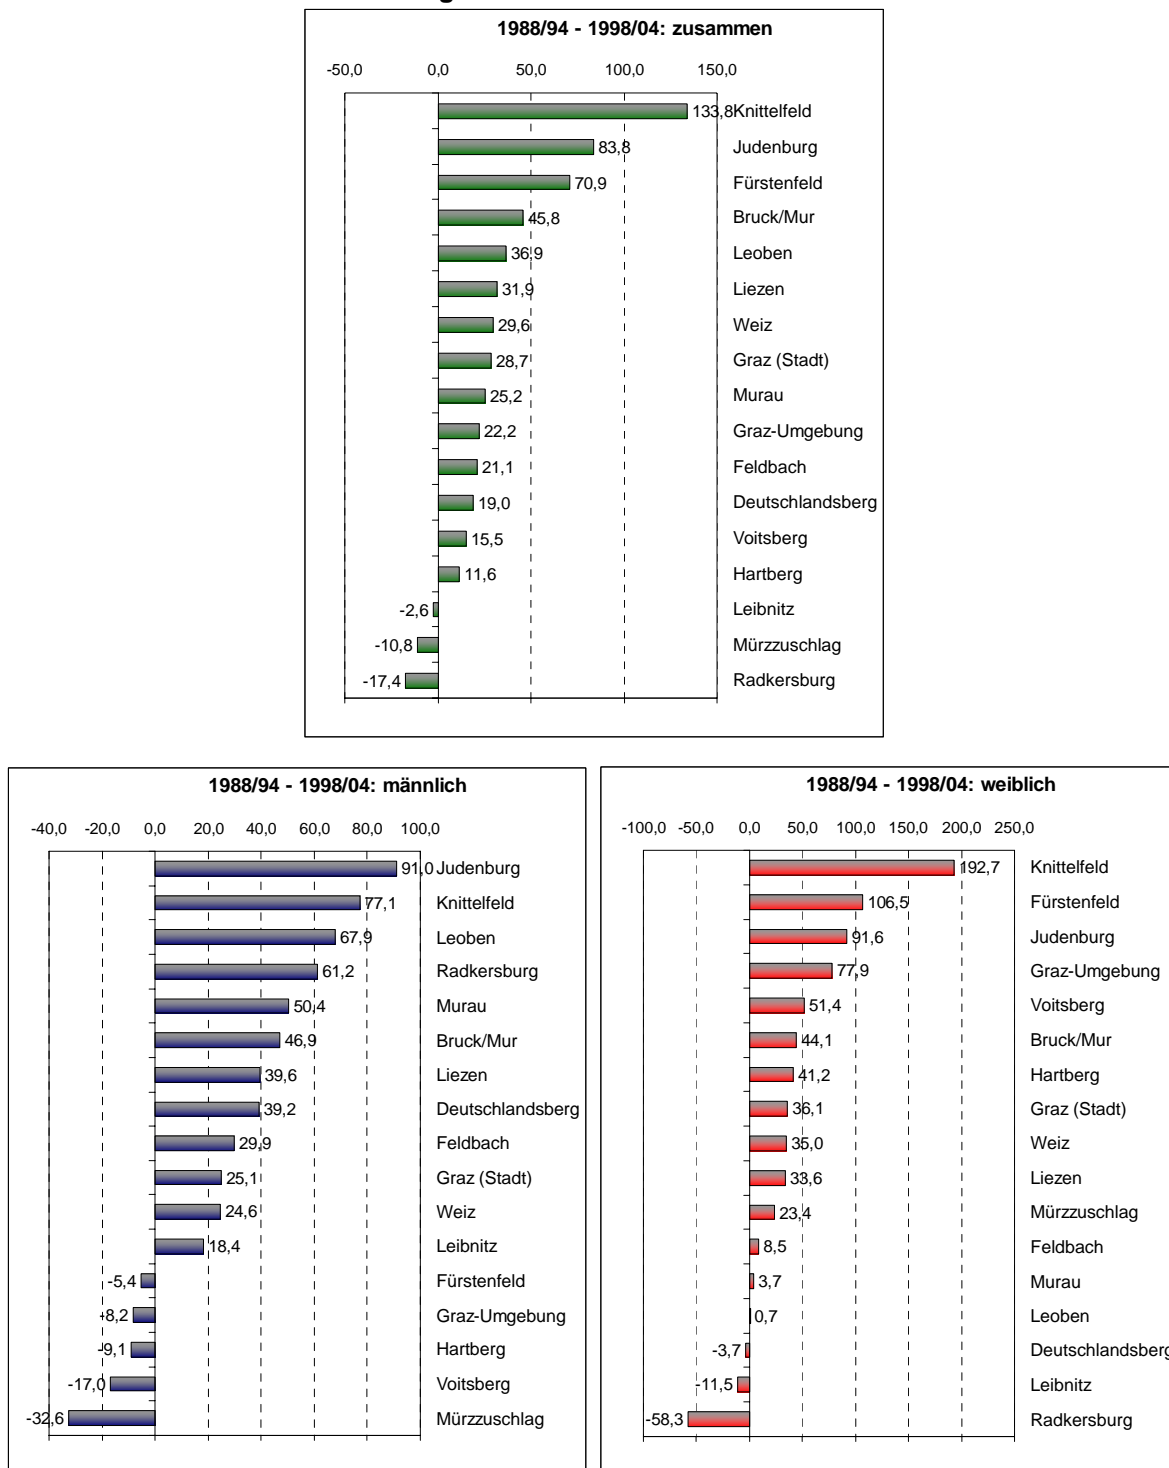 1988/94 - 1998/04: zusammen
-50,0 0,0 50,0 100,0 150,0
133,8 Knittelfeld
83,8 Judenburg
70,9 Fürstenfeld
45,8 Bruck/Mur
36,9 Leoben
31,9 Liezen
29,6 Weiz
28,7 Graz (Stadt)
25,2 Murau
22,2 Graz-Umgebung
21,1 Feldbach
19,0 Deutschlandsberg
15,5 Voitsberg
11,6 Hartberg
-2,6 Leibnitz
-10,8 Mürzzuschlag
-17,4 Radkersburg
1988/94 - 1998/04: männlich
-40,0 -20,0 0,0 20,0 40,0 60,0 80,0 100,0
91,0 Judenburg
77,1 Knittelfeld
67,9 Leoben
61,2 Radkersburg
50,4 Murau
46,9 Bruck/Mur
39,6 Liezen
39,2 Deutschlandsberg
29,9 Feldbach
25,1 Graz (Stadt)
24,6 Weiz
18,4 Leibnitz
-5,4 Fürstenfeld
-8,2 Graz-Umgebung
-9,1 Hartberg
-17,0 Voitsberg
-32,6 Mürzzuschlag
1988/94 - 1998/04: weiblich
-100,0 -50,0 0,0 50,0 100,0 150,0 200,0 250,0
192,7 Knittelfeld
106,5 Fürstenfeld
91,6 Judenburg
77,9 Graz-Umgebung
51,4 Voitsberg
44,1 Bruck/Mur
41,2 Hartberg
36,1 Graz (Stadt)
35,0 Weiz
33,6 Liezen
23,4 Mürzzuschlag
8,5 Feldbach
3,7 Murau
0,7 Leoben
-3,7 Deutschlandsberg
-11,5 Leibnitz
-58,3 Radkersburg